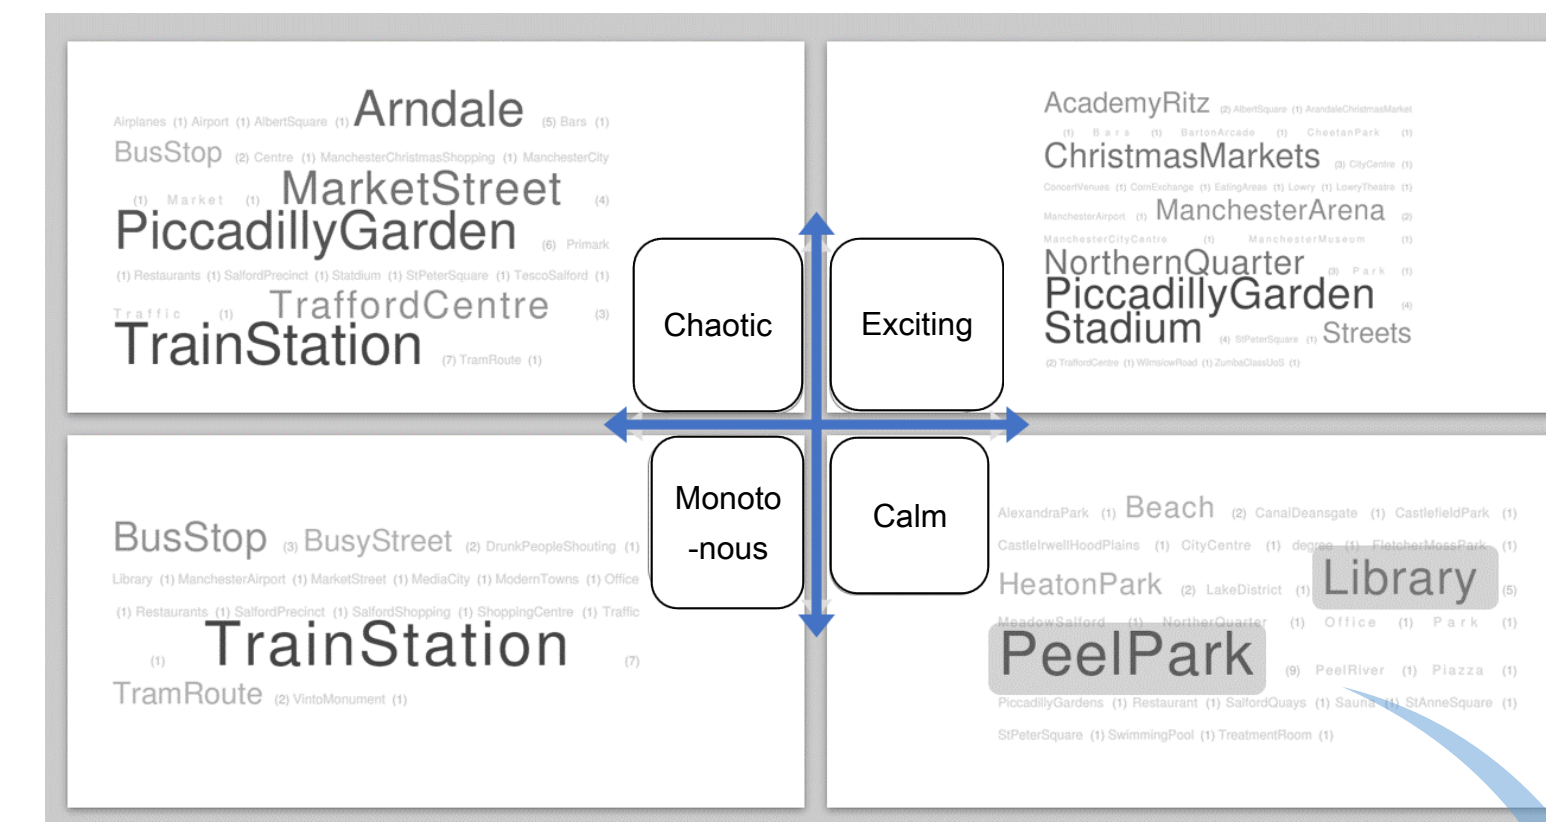 Airplanes (1) Airport (1) AlbertSquare (1) Arndale (5) Bars (1)
BusStop (2) Centre (1) ManchesterChristmasShopping (1) ManchesterCity
(1) Market (1) MarketStreet (4)
PiccadillyGarden (6) Primark
(1) Restaurants (1) SalfordPrecinct (1) Statdium (1) StPeterSquare (1) TescoSalford (1)
Traffic (1) TraffordCentre (3)
TrainStation (7) TramRoute (1)
AcademyRitz (2) AlbertSquare (1) ArandaleChristmasMarket
(1) Bars (1) BartonArcade (1) CheetanPark (1)
ChristmasMarkets (3) CityCentre (1)
ConcertVenues (1) CornExchange (1) EatingAreas (1) Lowry (1) LowryTheatre (1)
ManchesterAirport (1) ManchesterArena (2)
ManchesterCityCentre (1) ManchesterMuseom (1)
NorthernQuarter (3) Park (1)
PiccadillyGarden (4)
Stadium (4) StPeterSquare (1) Streets
(2) TraffordCentre (1) WilmslowRoad (1) ZumbaClassUoS (1)
Chaotic
Exciting
Monoto
-nous
Calm
BusStop (3) BusyStreet (2) DrunkPeopleShouting (1)
Library (1) ManchesterAirport (1) MarketStreet (1) MediaCity (1) ModernTowns (1) Office
(1) Restaurants (1) SalfordPrecinct (1) SalfordShopping (1) ShoppingCentre (1) Traffic
(1) TrainStation (7)
TramRoute (2) VintoMonument (1)
AlexandraPark (1) Beach (2) CanalDeansgate (1) CastlefieldPark (1)
CastleIrwellHoodPlains (1) CityCentre (1) degree (1) FletcherMossPark (1)
HeatonPark (2) LakeDistrict (1) Library (5)
MeadowSalford (1) NortherQuarter (1) Office (1) Park (1)
PeelPark (9) PeelRiver (1) Piazza (1)
PiccadillyGardens (1) Restaurant (1) SalfordQuays (1) Sauna (1) StAnneSquare (1)
StPeterSquare (1) SwimmingPool (1) TreatmentRoom (1)